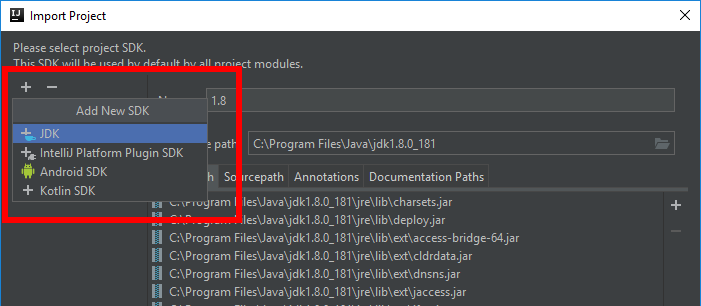 IJ Import Project
Please select project SDK.
This SDK will be used by default by all project modules.
1.8
Add New SDK
JDK
IntelliJ Platform Plugin SDK
Android SDK
Kotlin SDK
path: C:\Program Files\Java\jdk1.8.0_181
Sourcepath Annotations Documentation Paths
C:\Program Files\Java\jdk1.8.0_181\jre\lib\charsets.jar
C:\Program Files\Java\jdk1.8.0_181\jre\lib\deploy.jar
C:\Program Files\Java\jdk1.8.0_181\jre\lib\ext\access-bridge-64.jar
C:\Program Files\Java\jdk1.8.0_181\jre\lib\ext\cldrdata.jar
C:\Program Files\Java\jdk1.8.0_181\jre\lib\ext\dnsns.jar
C:\Program Files\Java\jdk1.8.0_181\jre\lib\ext\jaccess.jar